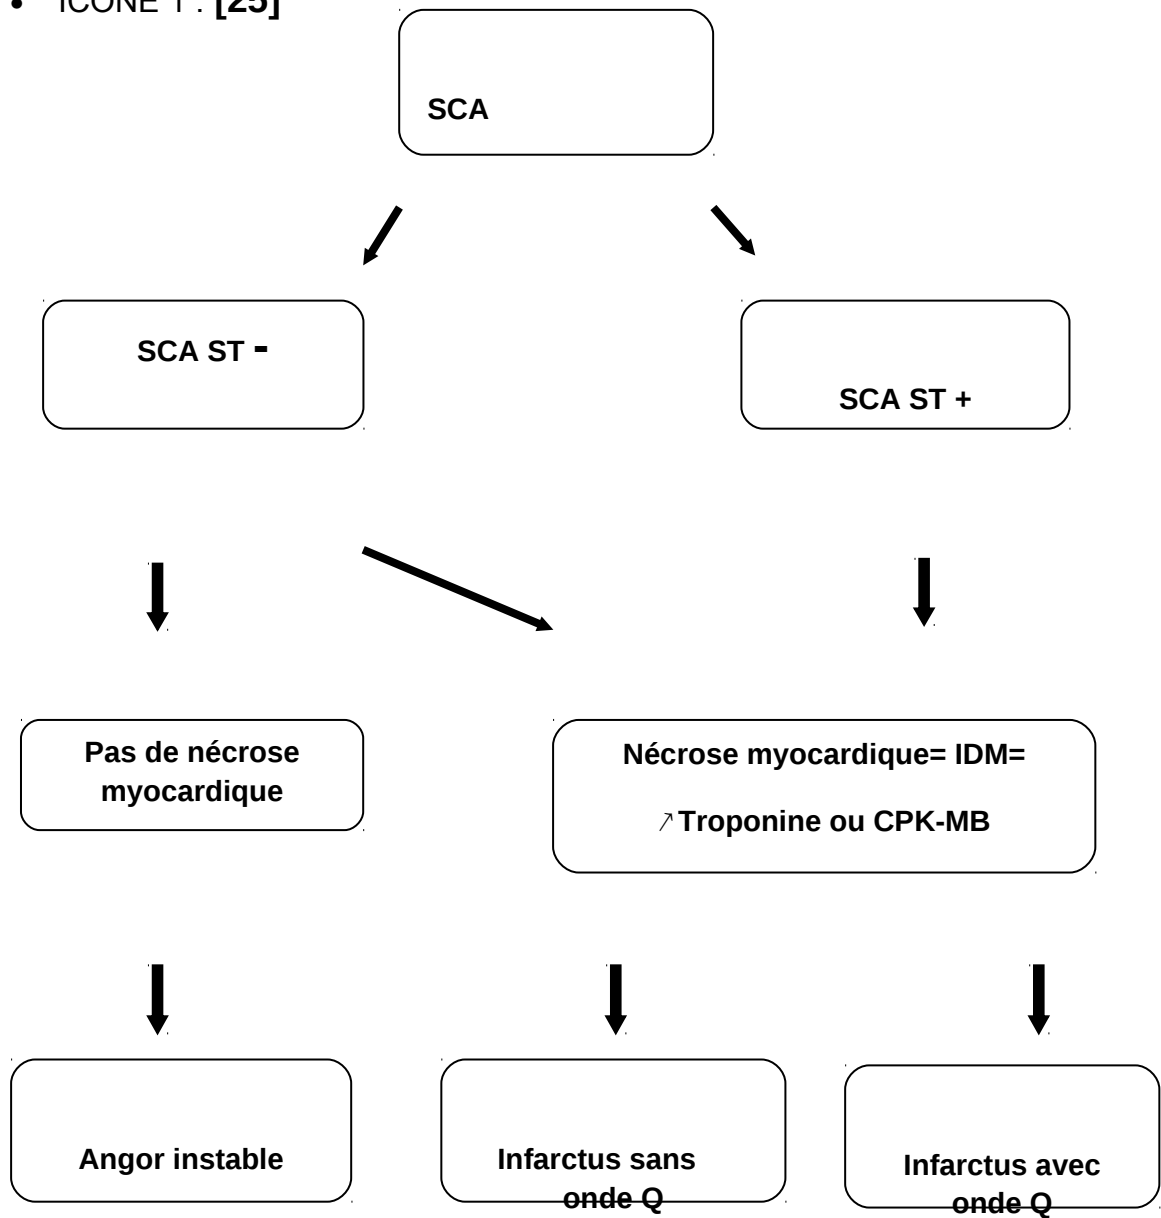 • ICONE 1 : [25]
SCA
SCA ST -
SCA ST +
Pas de nécrose
myocardique
Nécrose myocardique= IDM=
↗Troponine ou CPK-MB
Angor instable
Infarctus sans
onde Q
Infarctus avec
onde Q